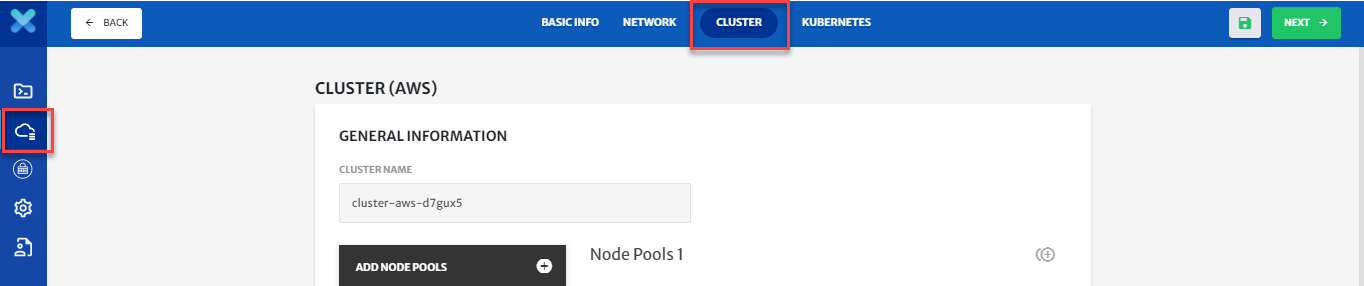 BACK
BASIC INFO
NETWORK
CLUSTER
KUBERNETES
NEXT
CLUSTER (AWS)
GENERAL INFORMATION
CLUSTER NAME
cluster-aws-d7gux5
ADD NODE POOLS
Node Pools 1